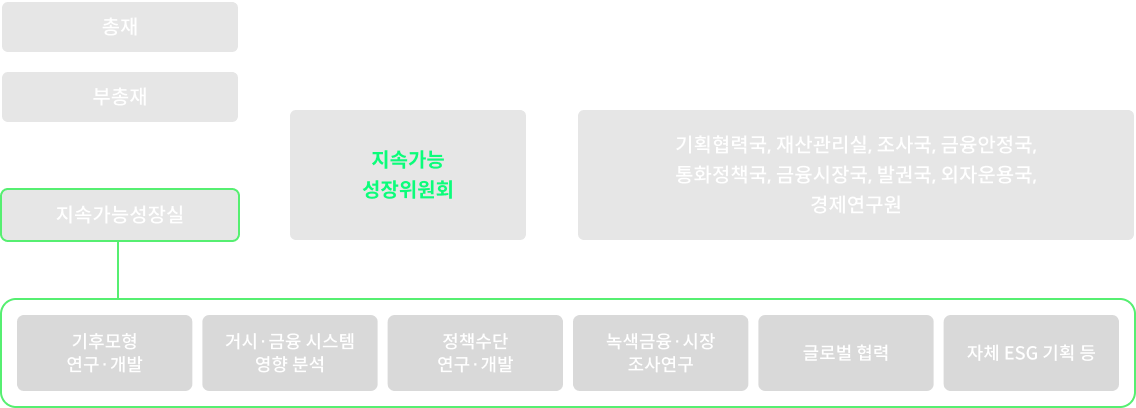 총재
부총재
지속가능
성장위원회
기획협력국, 재산관리실, 조사국, 금융안정국,
통화정책국, 금융시장국, 발권국, 외자운용국,
경제연구원
지속가능성장실
기후모형
연구·개발
거시·금융 시스템
영향 분석
정책수단
연구·개발
녹색금융·시장
조사연구
글로벌 협력
자체 ESG 기획 등